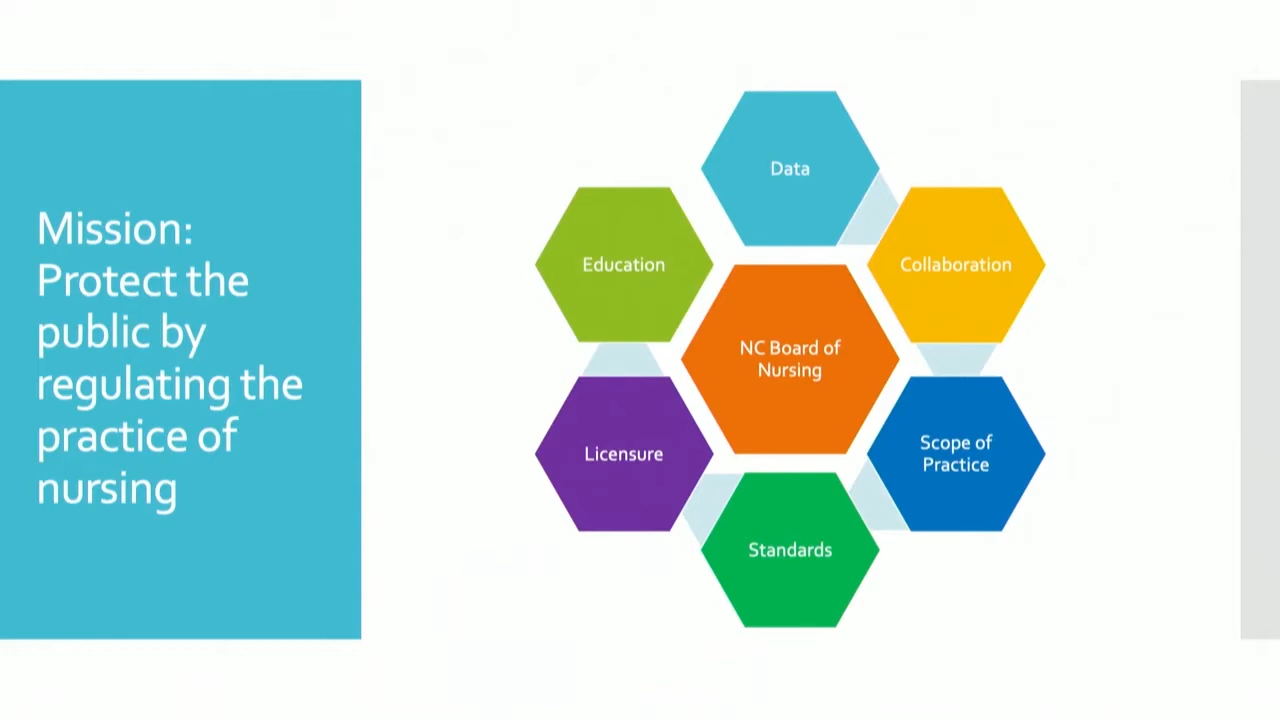 Mission:
Protect the
public by
regulating the
practice of
nursing
Data
Education
Collaboration
NC Board of
Nursing
Licensure
Scope of
Practice
Standards